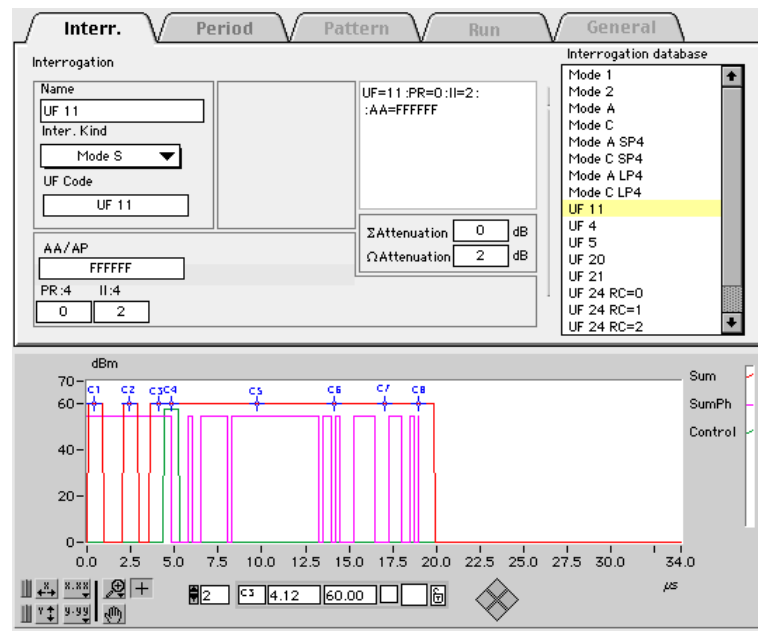 Interr. Period Pattern Run General
Interrogation
Name
UF 11
Inter. Kind
Mode S
UF Code
UF 11
UF=11 :PR=0 :II=2 :
:AA=FFFFFF
ΣAttenuation 0 dB
ΩAttenuation 2 dB
AA/AP
FFFFFF
PR:4 II:4
0 2
Interrogation database
Mode 1
Mode 2
Mode A
Mode C
Mode A SP4
Mode C SP4
Mode A LP4
Mode C LP4
UF 11
UF 4
UF 5
UF 20
UF 21
UF 24 RC=0
UF 24 RC=1
UF 24 RC=2
dBm
70
60
40
20
0
C1 C2 C3 C4 C5 C6 C7 C8
0.0 2.5 5.0 7.5 10.0 12.5 15.0 17.5 20.0 22.5 25.0 27.5 30.0 34.0
µs
Sum
SumPh
Control
X X.XX
Y Y.YY
2 C3 4.12 60.00